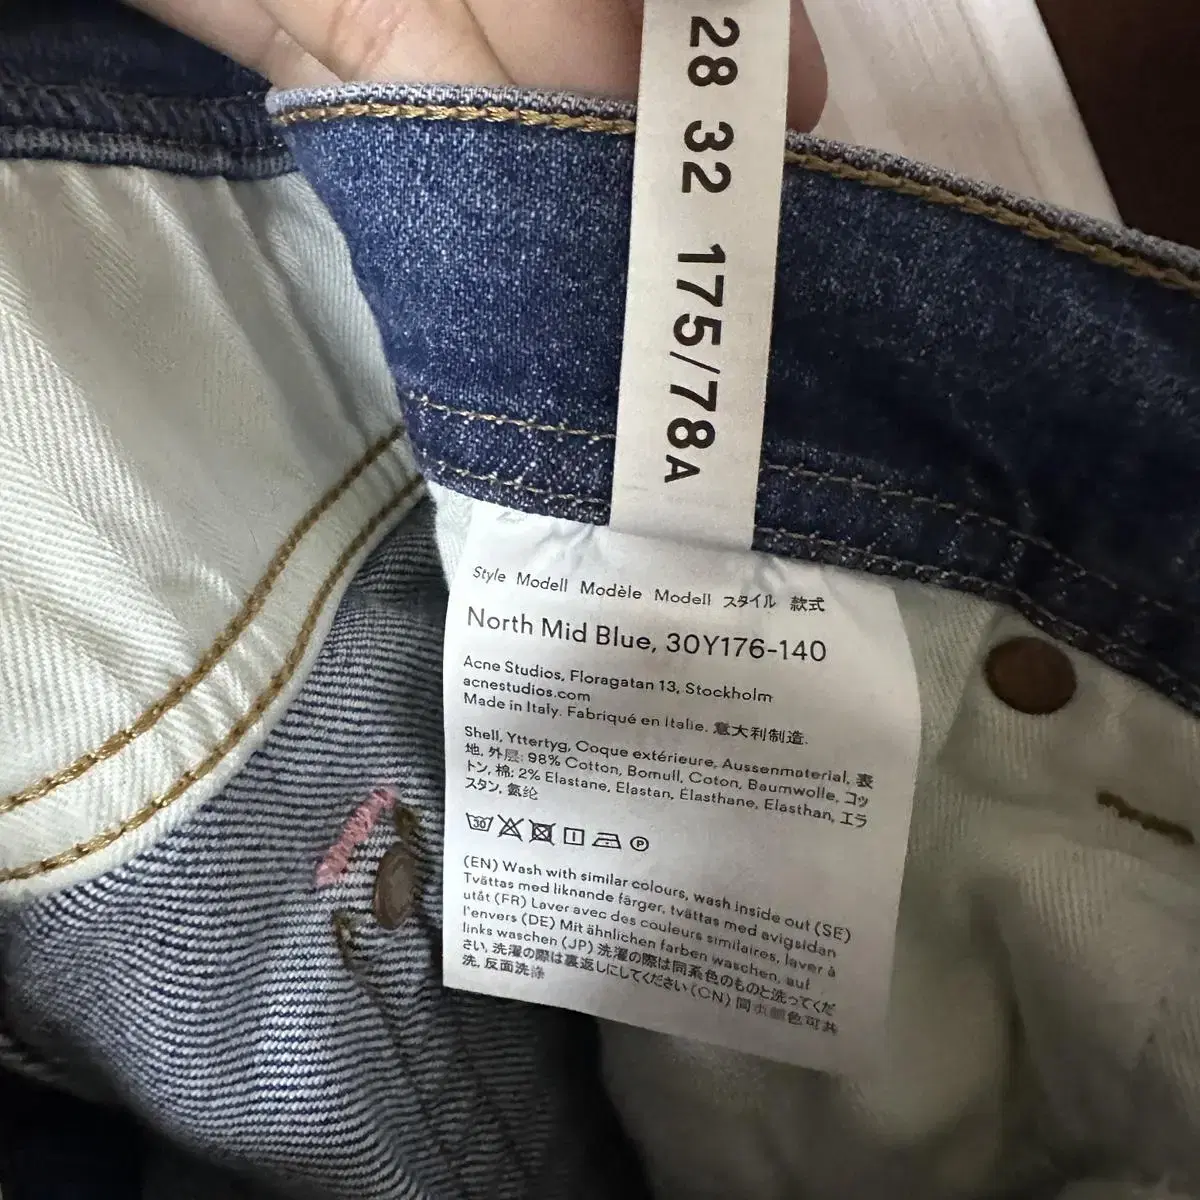 28 32 175/78A
Style Modell Modèle Modell スタイル 款式
North Mid Blue, 30Y176-140
Acne Studios, Floragatan 13, Stockholm
acnestudios.com
Made in Italy. Fabriqué en Italie. 意大利制造.
Shell, Yttertyg, Coque extérieure, Aussenmaterial, 表
地, 外层: 98% Cotton, Bomull, Coton, Baumwolle, コッ
トン, 棉; 2% Elastane, Elastan, Élasthane, Elasthan, エラ
スタン, 氨纶
30 P
(EN) Wash with similar colours, wash inside out (SE)
Tvättas med liknande färger, tvättas med avigsidan
utåt (FR) Laver avec des couleurs similaires, laver à
l'envers (DE) Mit ähnlichen farben waschen, auf
links waschen (JP) 洗濯の際は同系色のものと洗ってくだ
さい, 洗濯の際は裏返しにしてください (CN) 同 色可共
洗, 反面洗涤